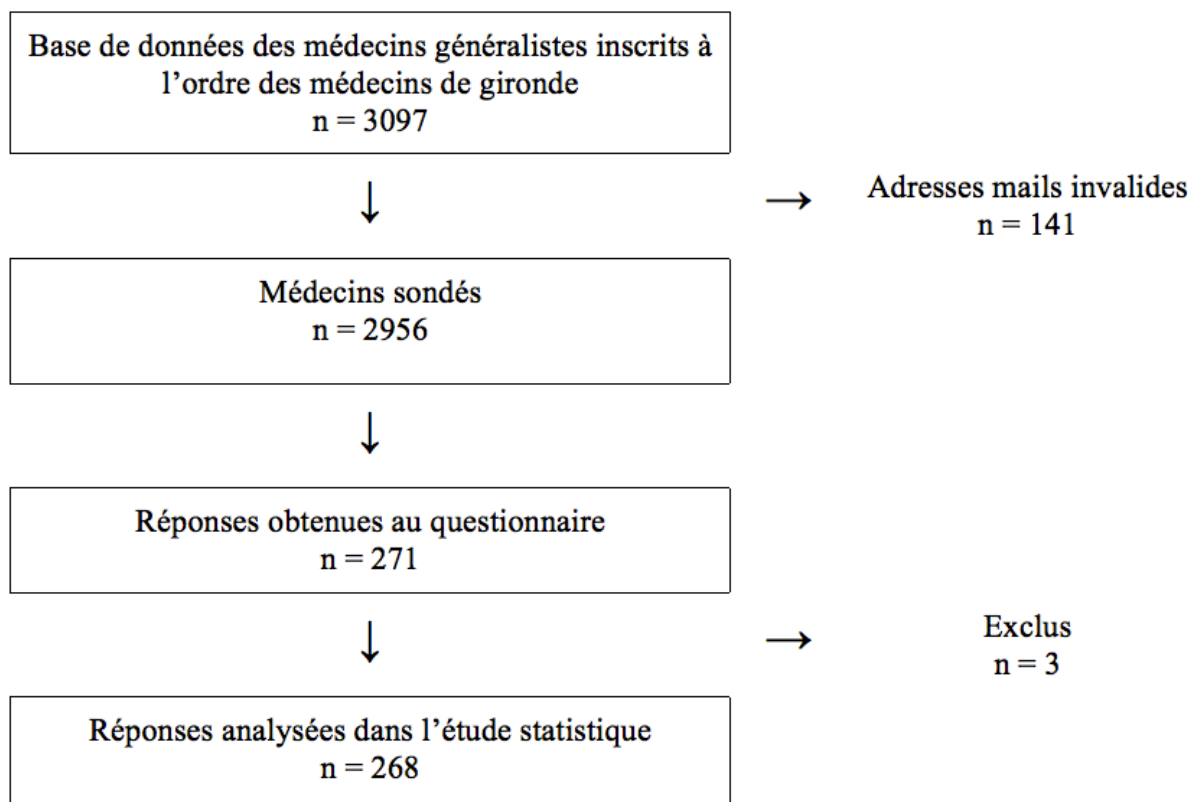 Base de données des médecins généralistes inscrits à
l’ordre des médecins de gironde
n = 3097
↓
→
Adresses mails invalides
n = 141
Médecins sondés
n = 2956
↓
Réponses obtenues au questionnaire
n = 271
↓
→
Exclus
n = 3
Réponses analysées dans l’étude statistique
n = 268